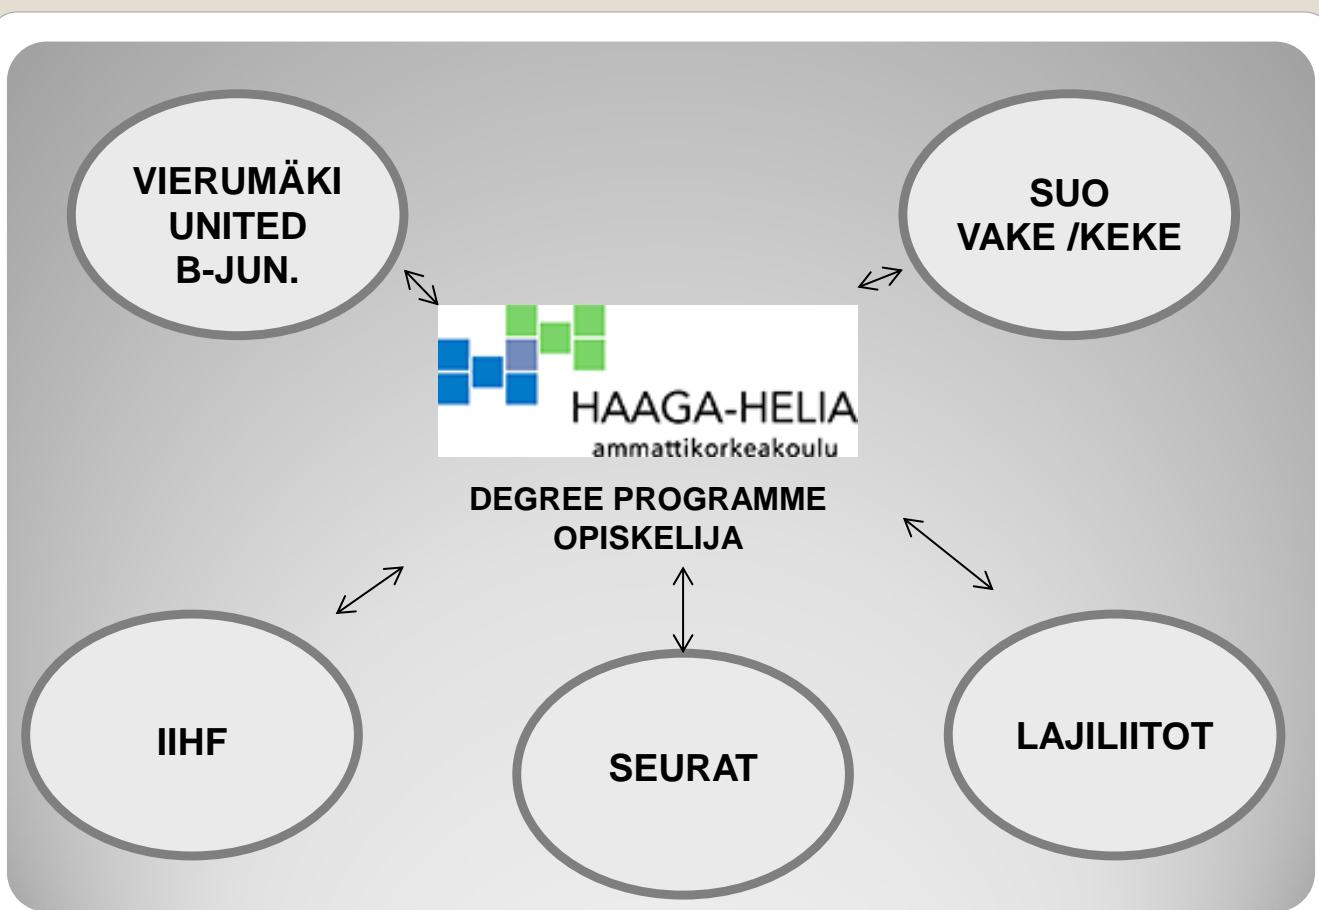 VIERUMÄKI
UNITED
B-JUN.
SUO
VAKE /KEKE
HAAGA-HELIA
ammattikorkeakoulu
DEGREE PROGRAMME
OPISKELIJA
IIHF
SEURAT
LAJILIITOT